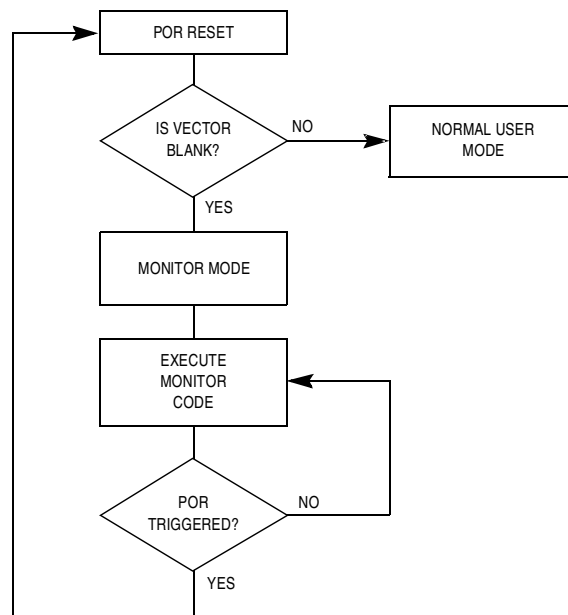 POR RESET
IS VECTOR
BLANK?
NO
NORMAL USER
MODE
YES
MONITOR MODE
EXECUTE
MONITOR
CODE
POR
TRIGGERED?
NO
YES